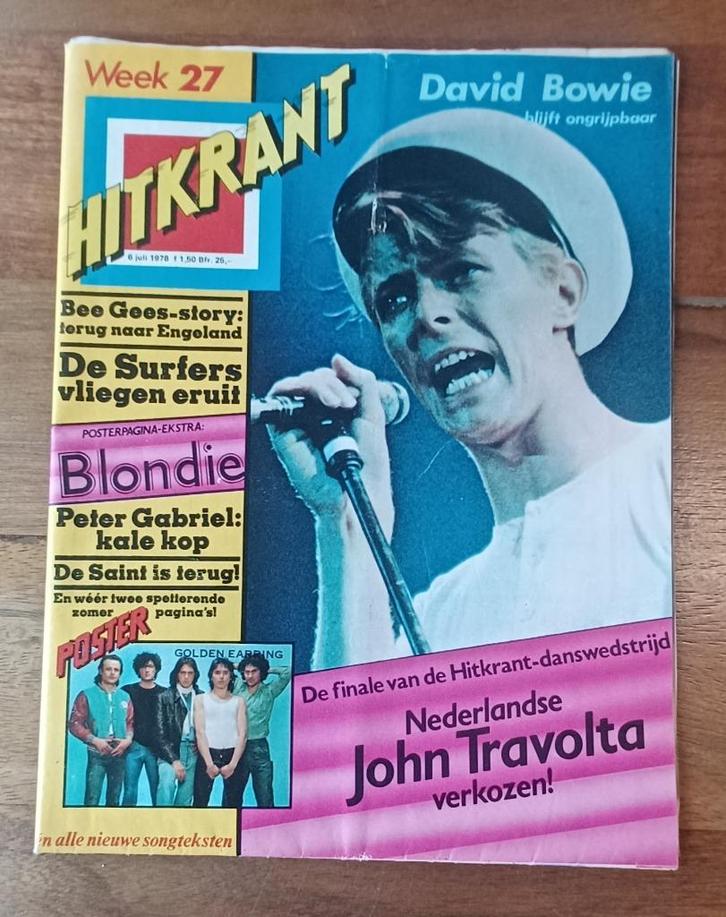 Week 27
HITKRANT
6 juli 1978 f 1,50 Bfr. 25,-
David Bowie
blijft ongrijpbaar
Bee Gees-story:
terug naar Engeland
De Surfers
vliegen eruit
POSTERPAGINA-EKSTRA:
Blondie
Peter Gabriel:
kale kop
De Saint is terug!
En wéér twee spetterende
zomer pagina's!
POSTER
GOLDEN EARRING
De finale van de Hitkrant-danswedstrijd
Nederlandse
John Travolta
verkozen!
én alle nieuwe songteksten